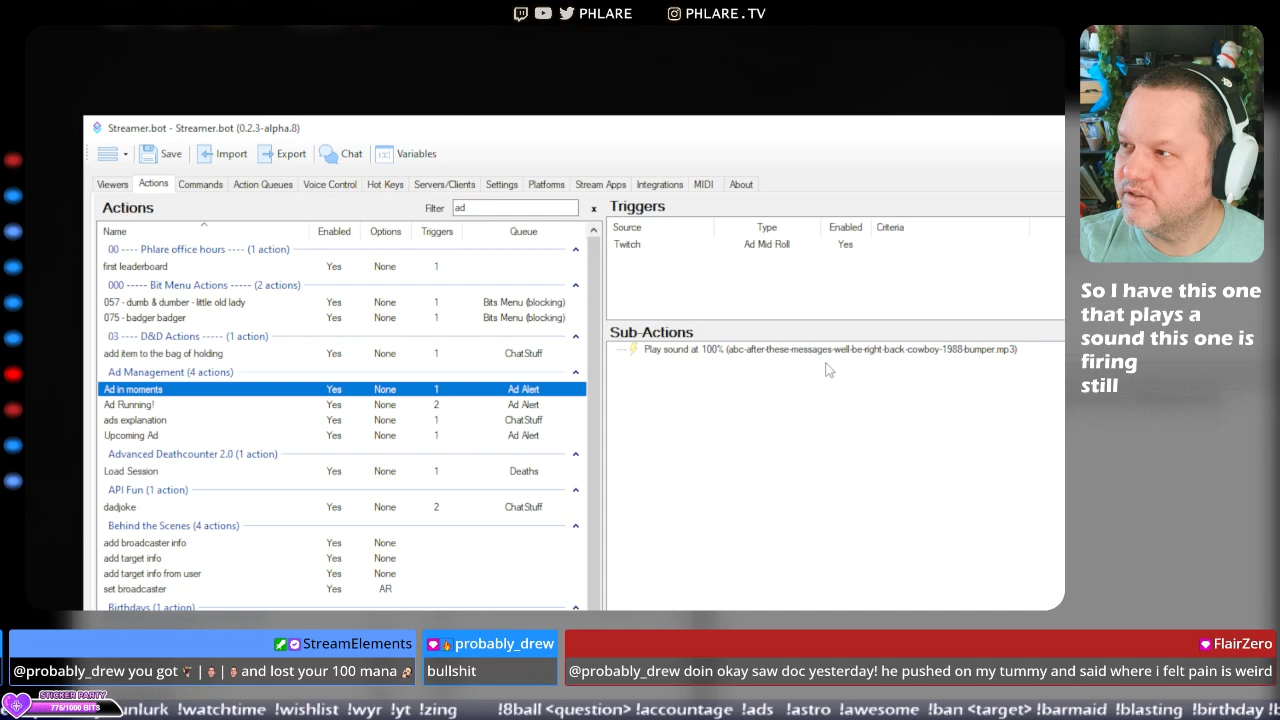 PHLARE PHLARE.TV
Streamer.bot - Streamer.bot (0.2.3-alpha.8)
Save Import Export Chat Variables
Viewers Actions Commands Action Queues Voice Control Hot Keys Servers/Clients Settings Platforms Stream Apps Integrations MIDI About
Actions Filter ad x
Name Enabled Options Triggers Queue
00 ---- Phlare office hours ---- (1 action)
first leaderboard Yes None 1
000 ----- Bit Menu Actions (2 actions)
057 - dumb & dumber - little old lady Yes None 1 Bits Menu (blocking)
075 - badger badger Yes None 1 Bits Menu (blocking)
03 ---- D&D Actions ---- (1 action)
add item to the bag of holding Yes None 1 ChatStuff
Ad Management (4 actions)
Ad in moments Yes None 1 Ad Alert
Ad Running! Yes None 2 Ad Alert
ads explanation Yes None 1 ChatStuff
Upcoming Ad Yes None 1 Ad Alert
Advanced Deathcounter 2.0 (1 action)
Load Session Yes None 1 Deaths
API Fun (1 action)
dadjoke Yes None 2 ChatStuff
Behind the Scenes (4 actions)
add broadcaster info Yes None
add target info Yes None
add target info from user Yes None
set broadcaster Yes AR
Birthdays (1 action)
Triggers
Source Type Enabled Criteria
Twitch Ad Mid Roll Yes
Sub-Actions
Play sound at 100% (abc-after-these-messages-well-be-right-back-cowboy-1988-bumper.mp3)
So I have this one
that plays a
sound this one is
firing
still
StreamElements
@probably_drew you got | | and lost your 100 mana
probably_drew
bullshit
FlairZero
@probably_drew doin okay saw doc yesterday! he pushed on my tummy and said where i felt pain is weird
STICKER PARTY
775/1000 BITS
unlurk !watchtime !wishlist !wyr !yt !zing !8ball <question> !accountage !ads !astro !awesome !ban <target> !barmaid !blasting !birthday